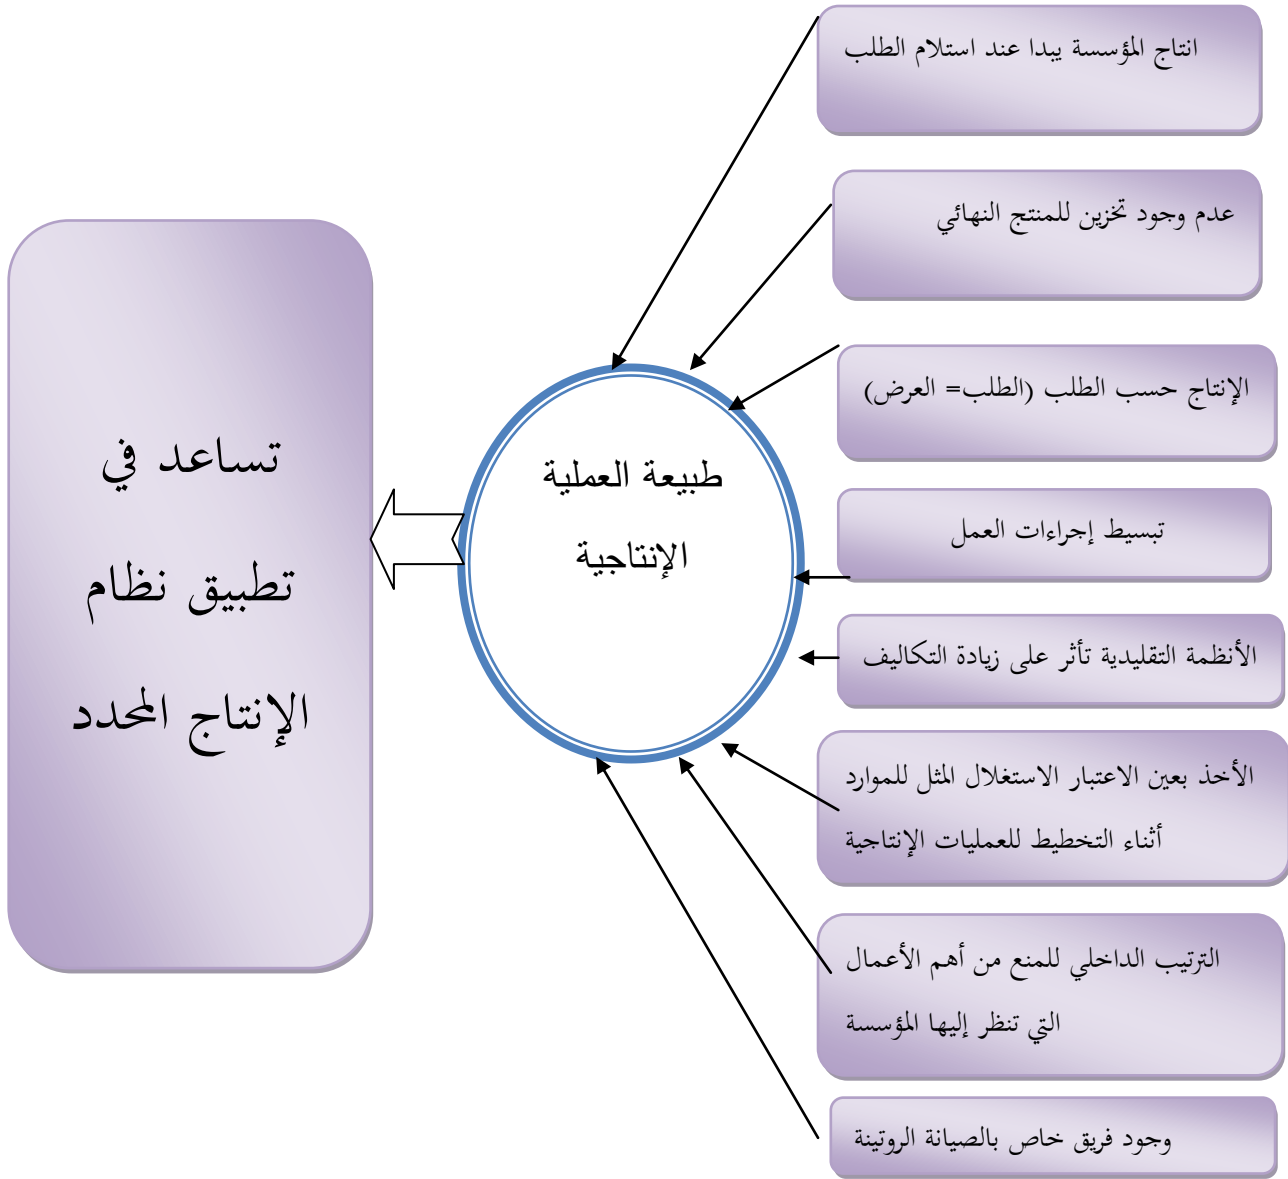 انتاج المؤسسة يبدا عند استلام الطلب
عدم وجود تخزين للمنتج النهائي
الإنتاج حسب الطلب (الطلب= العرض)
تبسيط إجراءات العمل
الأنظمة التقليدية تأثر على زيادة التكاليف
الأخذ بعين الاعتبار الاستغلال المثل للموارد
أثناء التخطيط للعمليات الإنتاجية
الترتيب الداخلي للمنع من أهم الأعمال
التي تنظر إليها المؤسسة
وجود فريق خاص بالصيانة الروتينة
طبيعة العملية
الإنتاجية
تساعد في
تطبيق نظام
الإنتاج المحدد